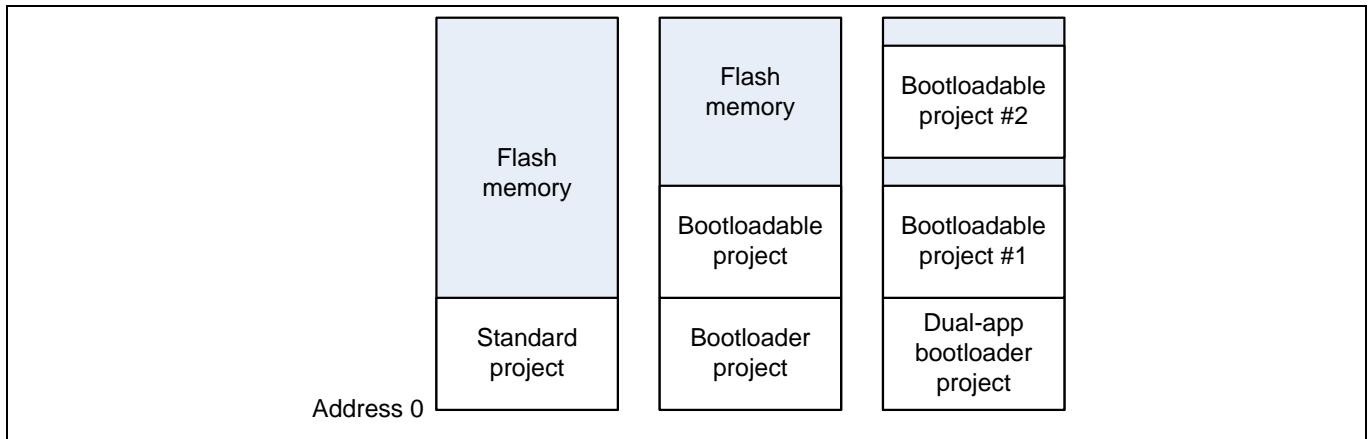 Flash
memory
Standard
project
Address 0
Flash
memory
Bootloadable
project
Bootloader
project
Bootloadable
project #2
Bootloadable
project #1
Dual-app
bootloader
project